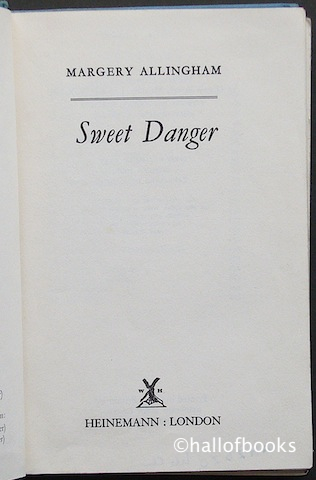 MARGERY ALLINGHAM
Sweet Danger
W H
HEINEMANN : LONDON
©hallofbooks